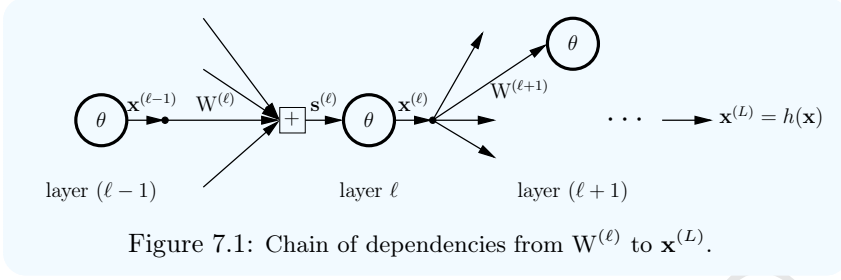 θ
x^(ℓ−1) W^(ℓ) + s^(ℓ) θ x^(ℓ) W^(ℓ+1)
θ · · · x^(L) = h(x)
layer (ℓ − 1) layer ℓ layer (ℓ + 1)
Figure 7.1: Chain of dependencies from W^(ℓ) to x^(L).